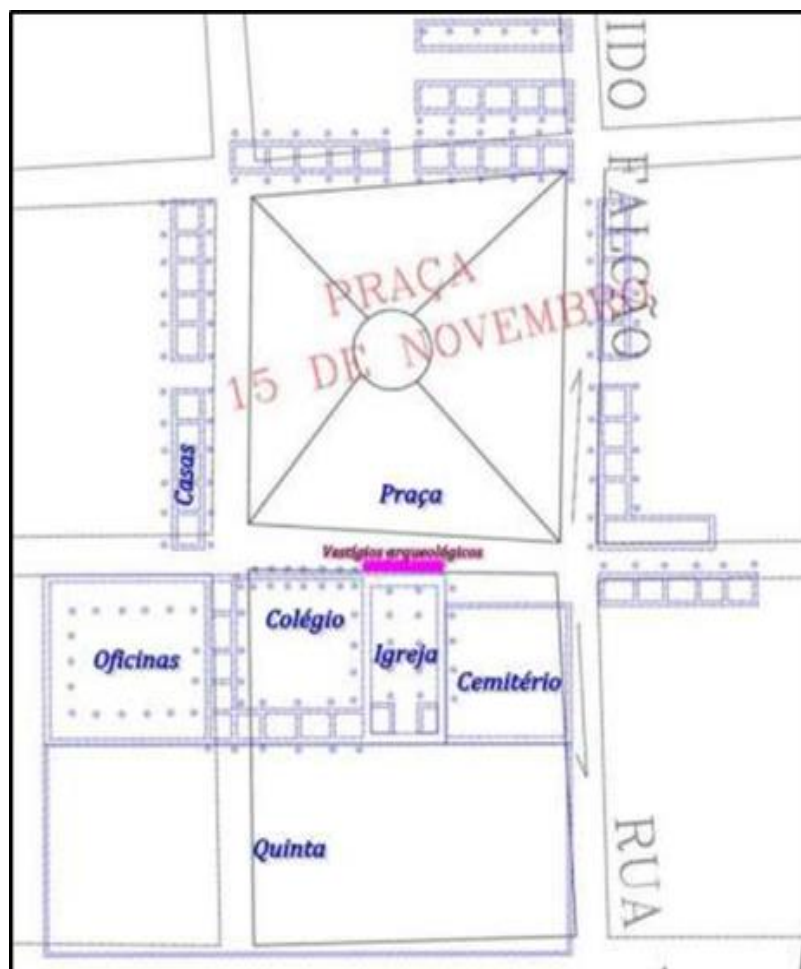 IDO FALCÃO
PRAÇA
15 DE NOVEMBRO
Casas
Praça
Vestígios arqueológicos
Colégio
Oficinas
Igreja
Cemitério
Quinta
RUA